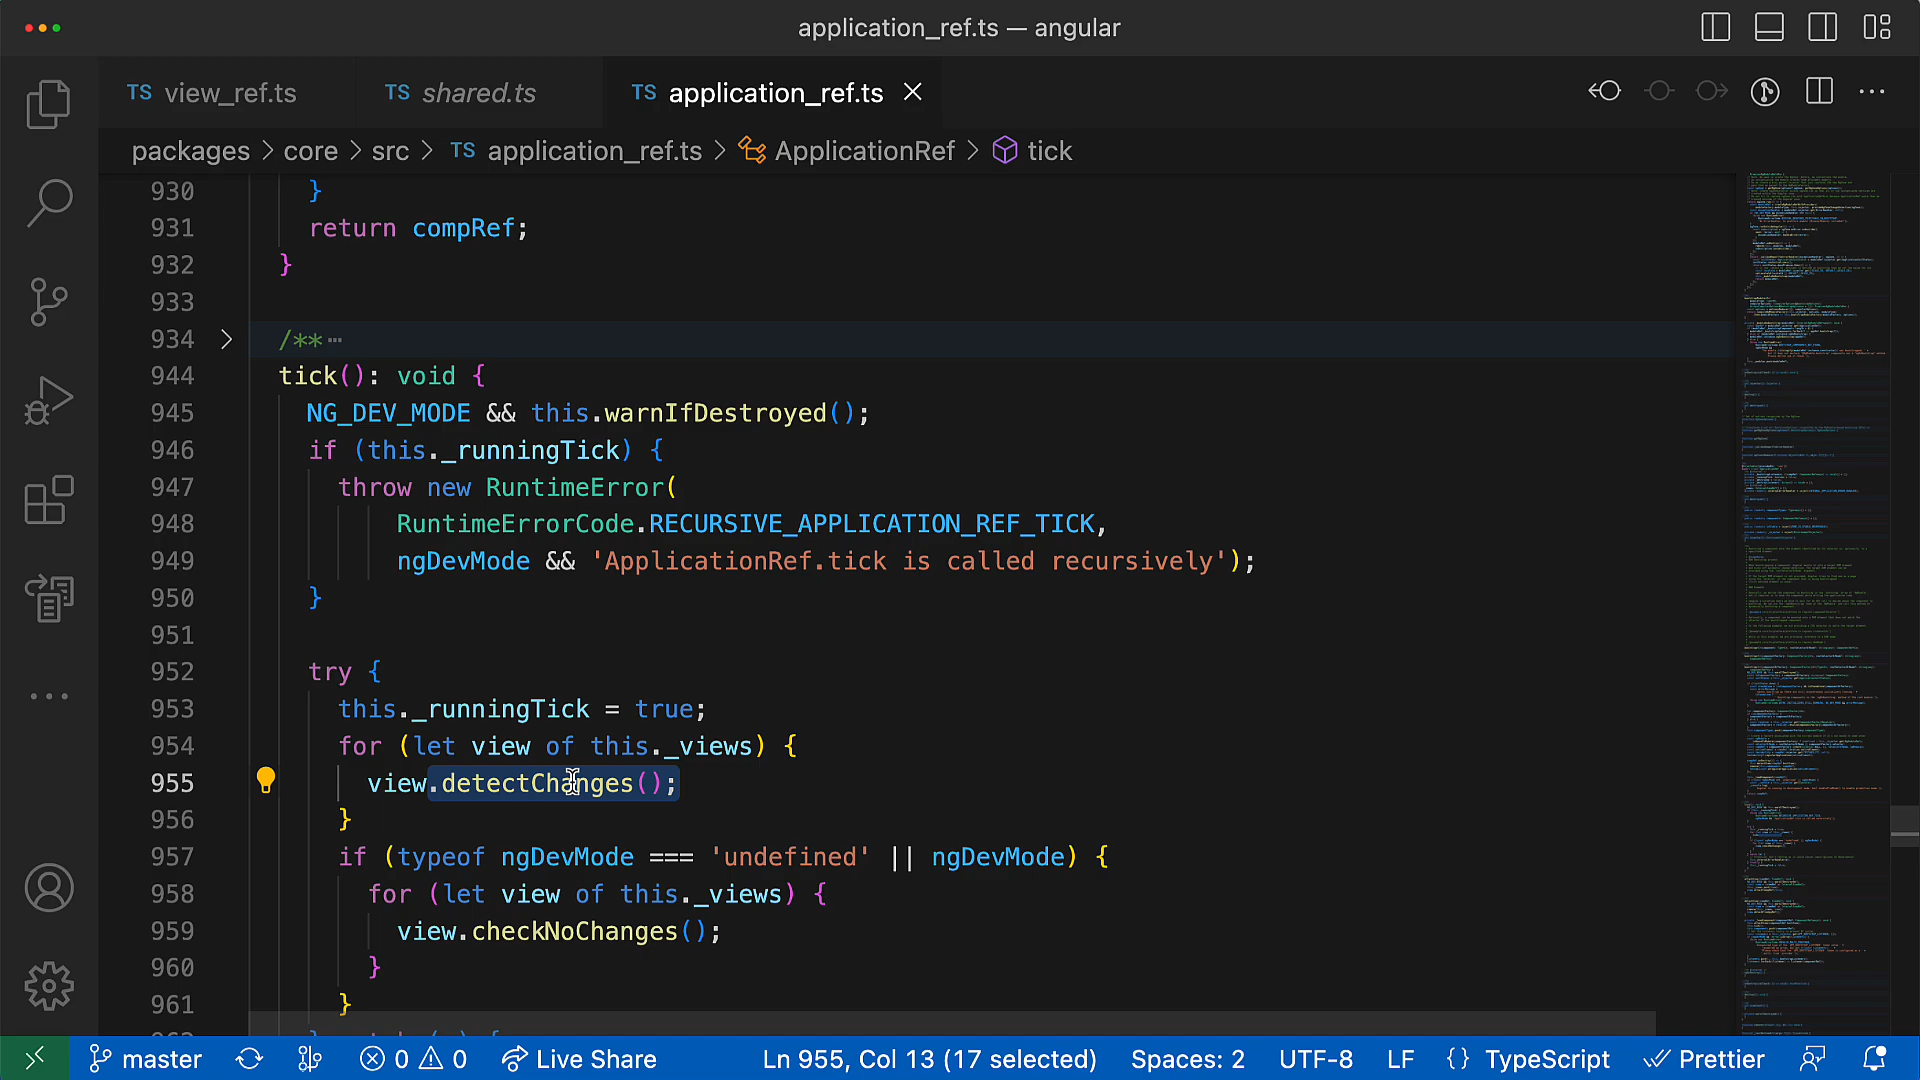 application_ref.ts — angular
TS view_ref.ts TS shared.ts TS application_ref.ts
packages > core > src > TS application_ref.ts > ApplicationRef > tick
930 }
931 return compRef;
932 }
933
934 /** ⋯
944 tick(): void {
945 NG_DEV_MODE && this.warnIfDestroyed();
946 if (this._runningTick) {
947 throw new RuntimeError(
948 RuntimeErrorCode.RECURSIVE_APPLICATION_REF_TICK,
949 ngDevMode && 'ApplicationRef.tick is called recursively');
950 }
951
952 try {
953 this._runningTick = true;
954 for (let view of this._views) {
955 view.detectChanges();
956 }
957 if (typeof ngDevMode === 'undefined' || ngDevMode) {
958 for (let view of this._views) {
959 view.checkNoChanges();
960 }
961 }
master 0 0 Live Share Ln 955, Col 13 (17 selected) Spaces: 2 UTF-8 LF { } TypeScript Prettier